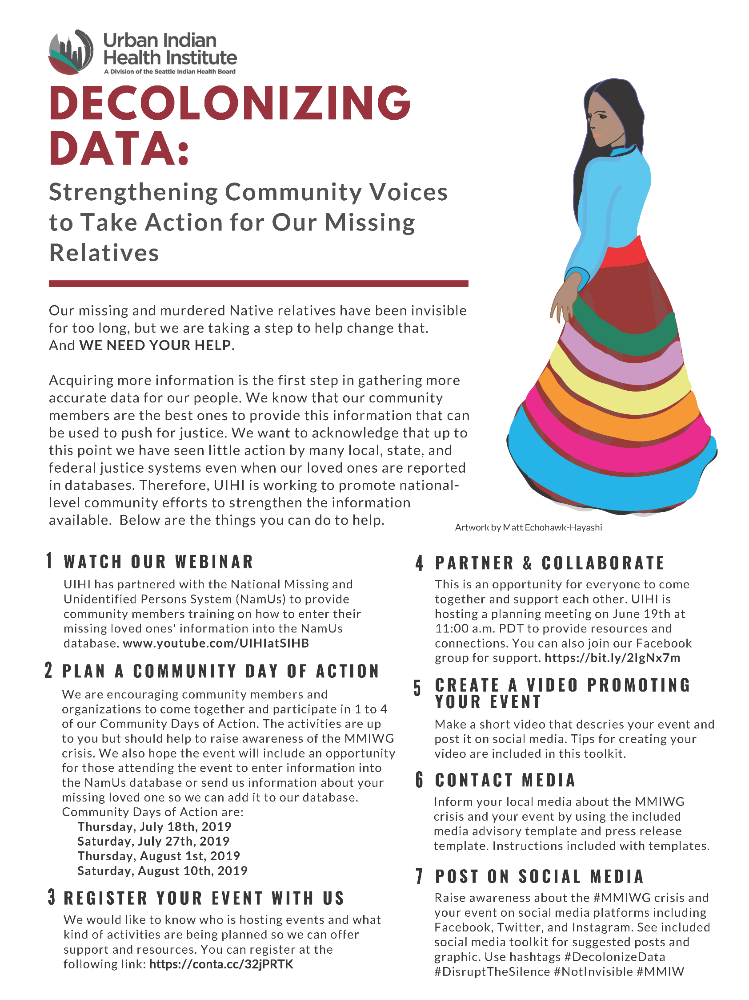 Urban Indian
Health Institute
A Division of the Seattle Indian Health Board
DECOLONIZING
DATA:
Strengthening Community Voices
to Take Action for Our Missing
Relatives
Our missing and murdered Native relatives have been invisible
for too long, but we are taking a step to help change that.
And WE NEED YOUR HELP.
Acquiring more information is the first step in gathering more
accurate data for our people. We know that our community
members are the best ones to provide this information that can
be used to push for justice. We want to acknowledge that up to
this point we have seen little action by many local, state, and
federal justice systems even when our loved ones are reported
in databases. Therefore, UIHI is working to promote national-
level community efforts to strengthen the information
available. Below are the things you can do to help.
Artwork by Matt Echohawk-Hayashi
1 WATCH OUR WEBINAR
UIHI has partnered with the National Missing and
Unidentified Persons System (NamUs) to provide
community members training on how to enter their
missing loved ones' information into the NamUs
database. www.youtube.com/UIHIatSIHB
2 PLAN A COMMUNITY DAY OF ACTION
We are encouraging community members and
organizations to come together and participate in 1 to 4
of our Community Days of Action. The activities are up
to you but should help to raise awareness of the MMIWG
crisis. We also hope the event will include an opportunity
for those attending the event to enter information into
the NamUs database or send us information about your
missing loved one so we can add it to our database.
Community Days of Action are:
Thursday, July 18th, 2019
Saturday, July 27th, 2019
Thursday, August 1st, 2019
Saturday, August 10th, 2019
3 REGISTER YOUR EVENT WITH US
We would like to know who is hosting events and what
kind of activities are being planned so we can offer
support and resources. You can register at the
following link: https://conta.cc/32jPRTK
4 PARTNER & COLLABORATE
This is an opportunity for everyone to come
together and support each other. UIHI is
hosting a planning meeting on June 19th at
11:00 a.m. PDT to provide resources and
connections. You can also join our Facebook
group for support. https://bit.ly/2IgNx7m
5 CREATE A VIDEO PROMOTING
YOUR EVENT
Make a short video that descries your event and
post it on social media. Tips for creating your
video are included in this toolkit.
6 CONTACT MEDIA
Inform your local media about the MMIWG
crisis and your event by using the included
media advisory template and press release
template. Instructions included with templates.
7 POST ON SOCIAL MEDIA
Raise awareness about the #MMIWG crisis and
your event on social media platforms including
Facebook, Twitter, and Instagram. See included
social media toolkit for suggested posts and
graphic. Use hashtags #DecolonizeData
#DisruptTheSilence #NotInvisible #MMIW